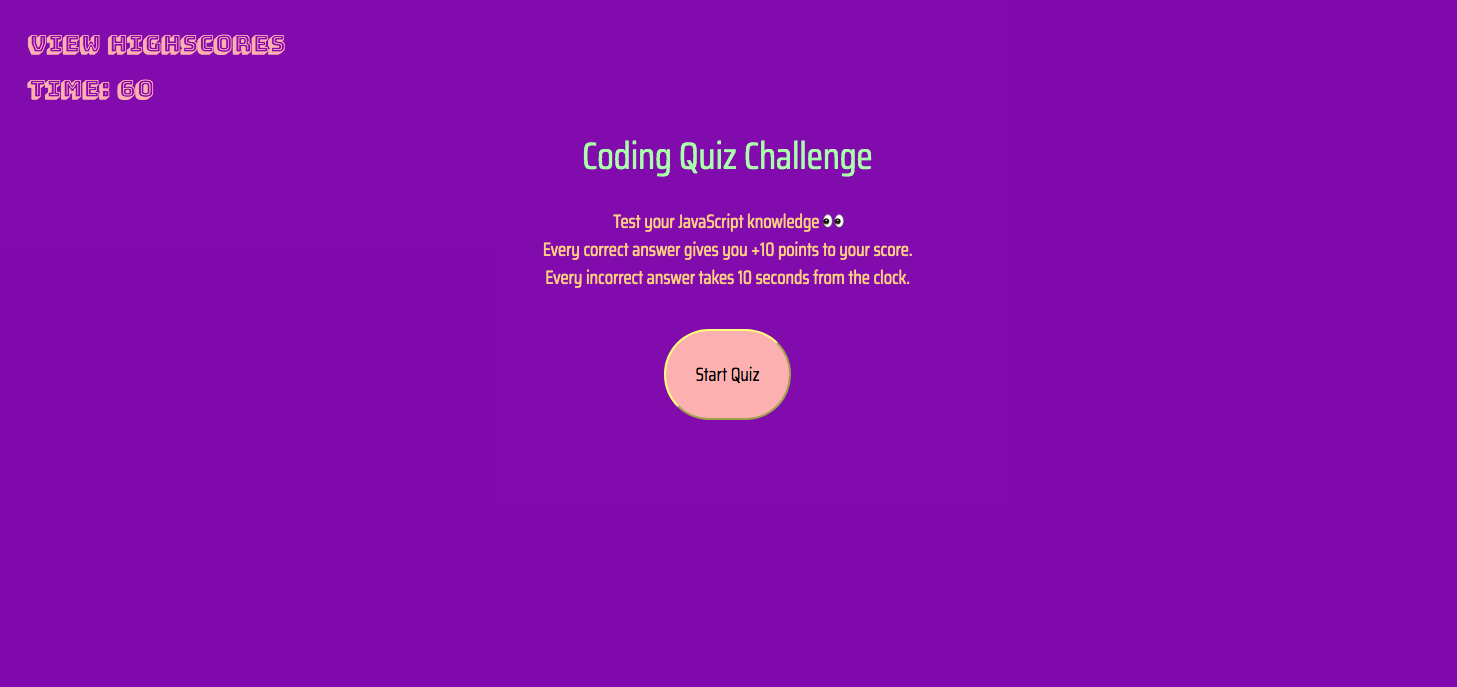 VIEW HIGHSCORES
TIME: 60
Coding Quiz Challenge
Test your JavaScript knowledge 👀
Every correct answer gives you +10 points to your score.
Every incorrect answer takes 10 seconds from the clock.
Start Quiz